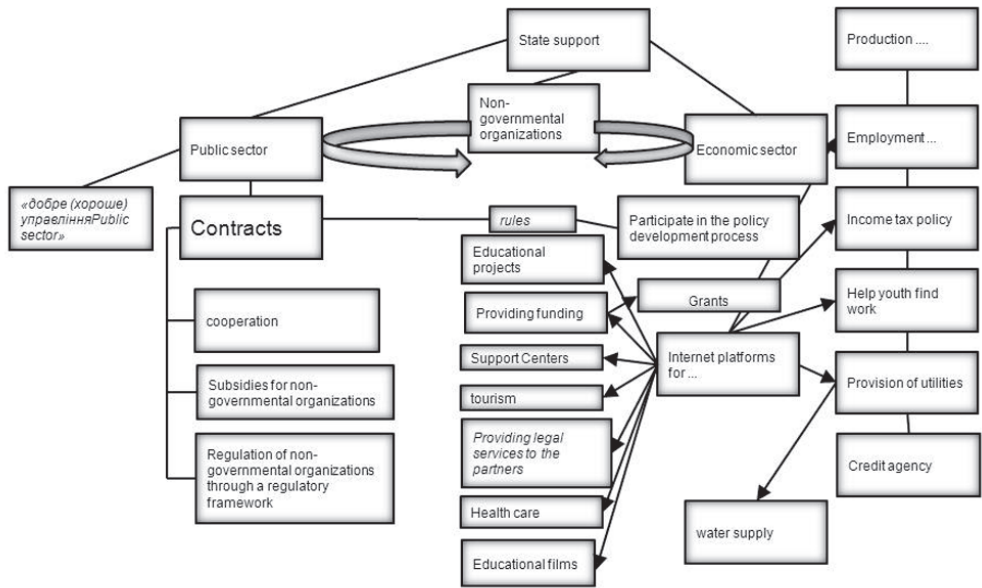 State support
Production ....
Non-
governmental
organizations
Public sector
Economic sector
Employment ...
«добре (хороше)
управлінняPublic
sector»
Contracts
rules
Participate in the policy
development process
Income tax policy
Educational
projects
Grants
Help youth find
work
cooperation
Providing funding
Support Centers
Internet platforms
for ...
Provision of utilities
Subsidies for non-
governmental organizations
tourism
Providing legal
services to the
partners
Regulation of non-
governmental organizations
through a regulatory
framework
Credit agency
Health care
water supply
Educational films